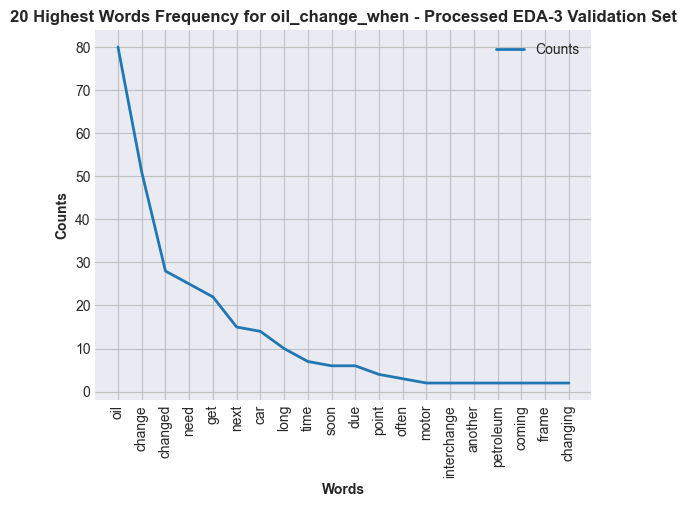 20 Highest Words Frequency for oil_change_when - Processed EDA-3 Validation Set
Counts
80
70
60
50
40
30
20
10
0
Counts
oil
change
changed
need
get
next
car
long
time
soon
due
point
often
motor
interchange
another
petroleum
coming
frame
changing
Words